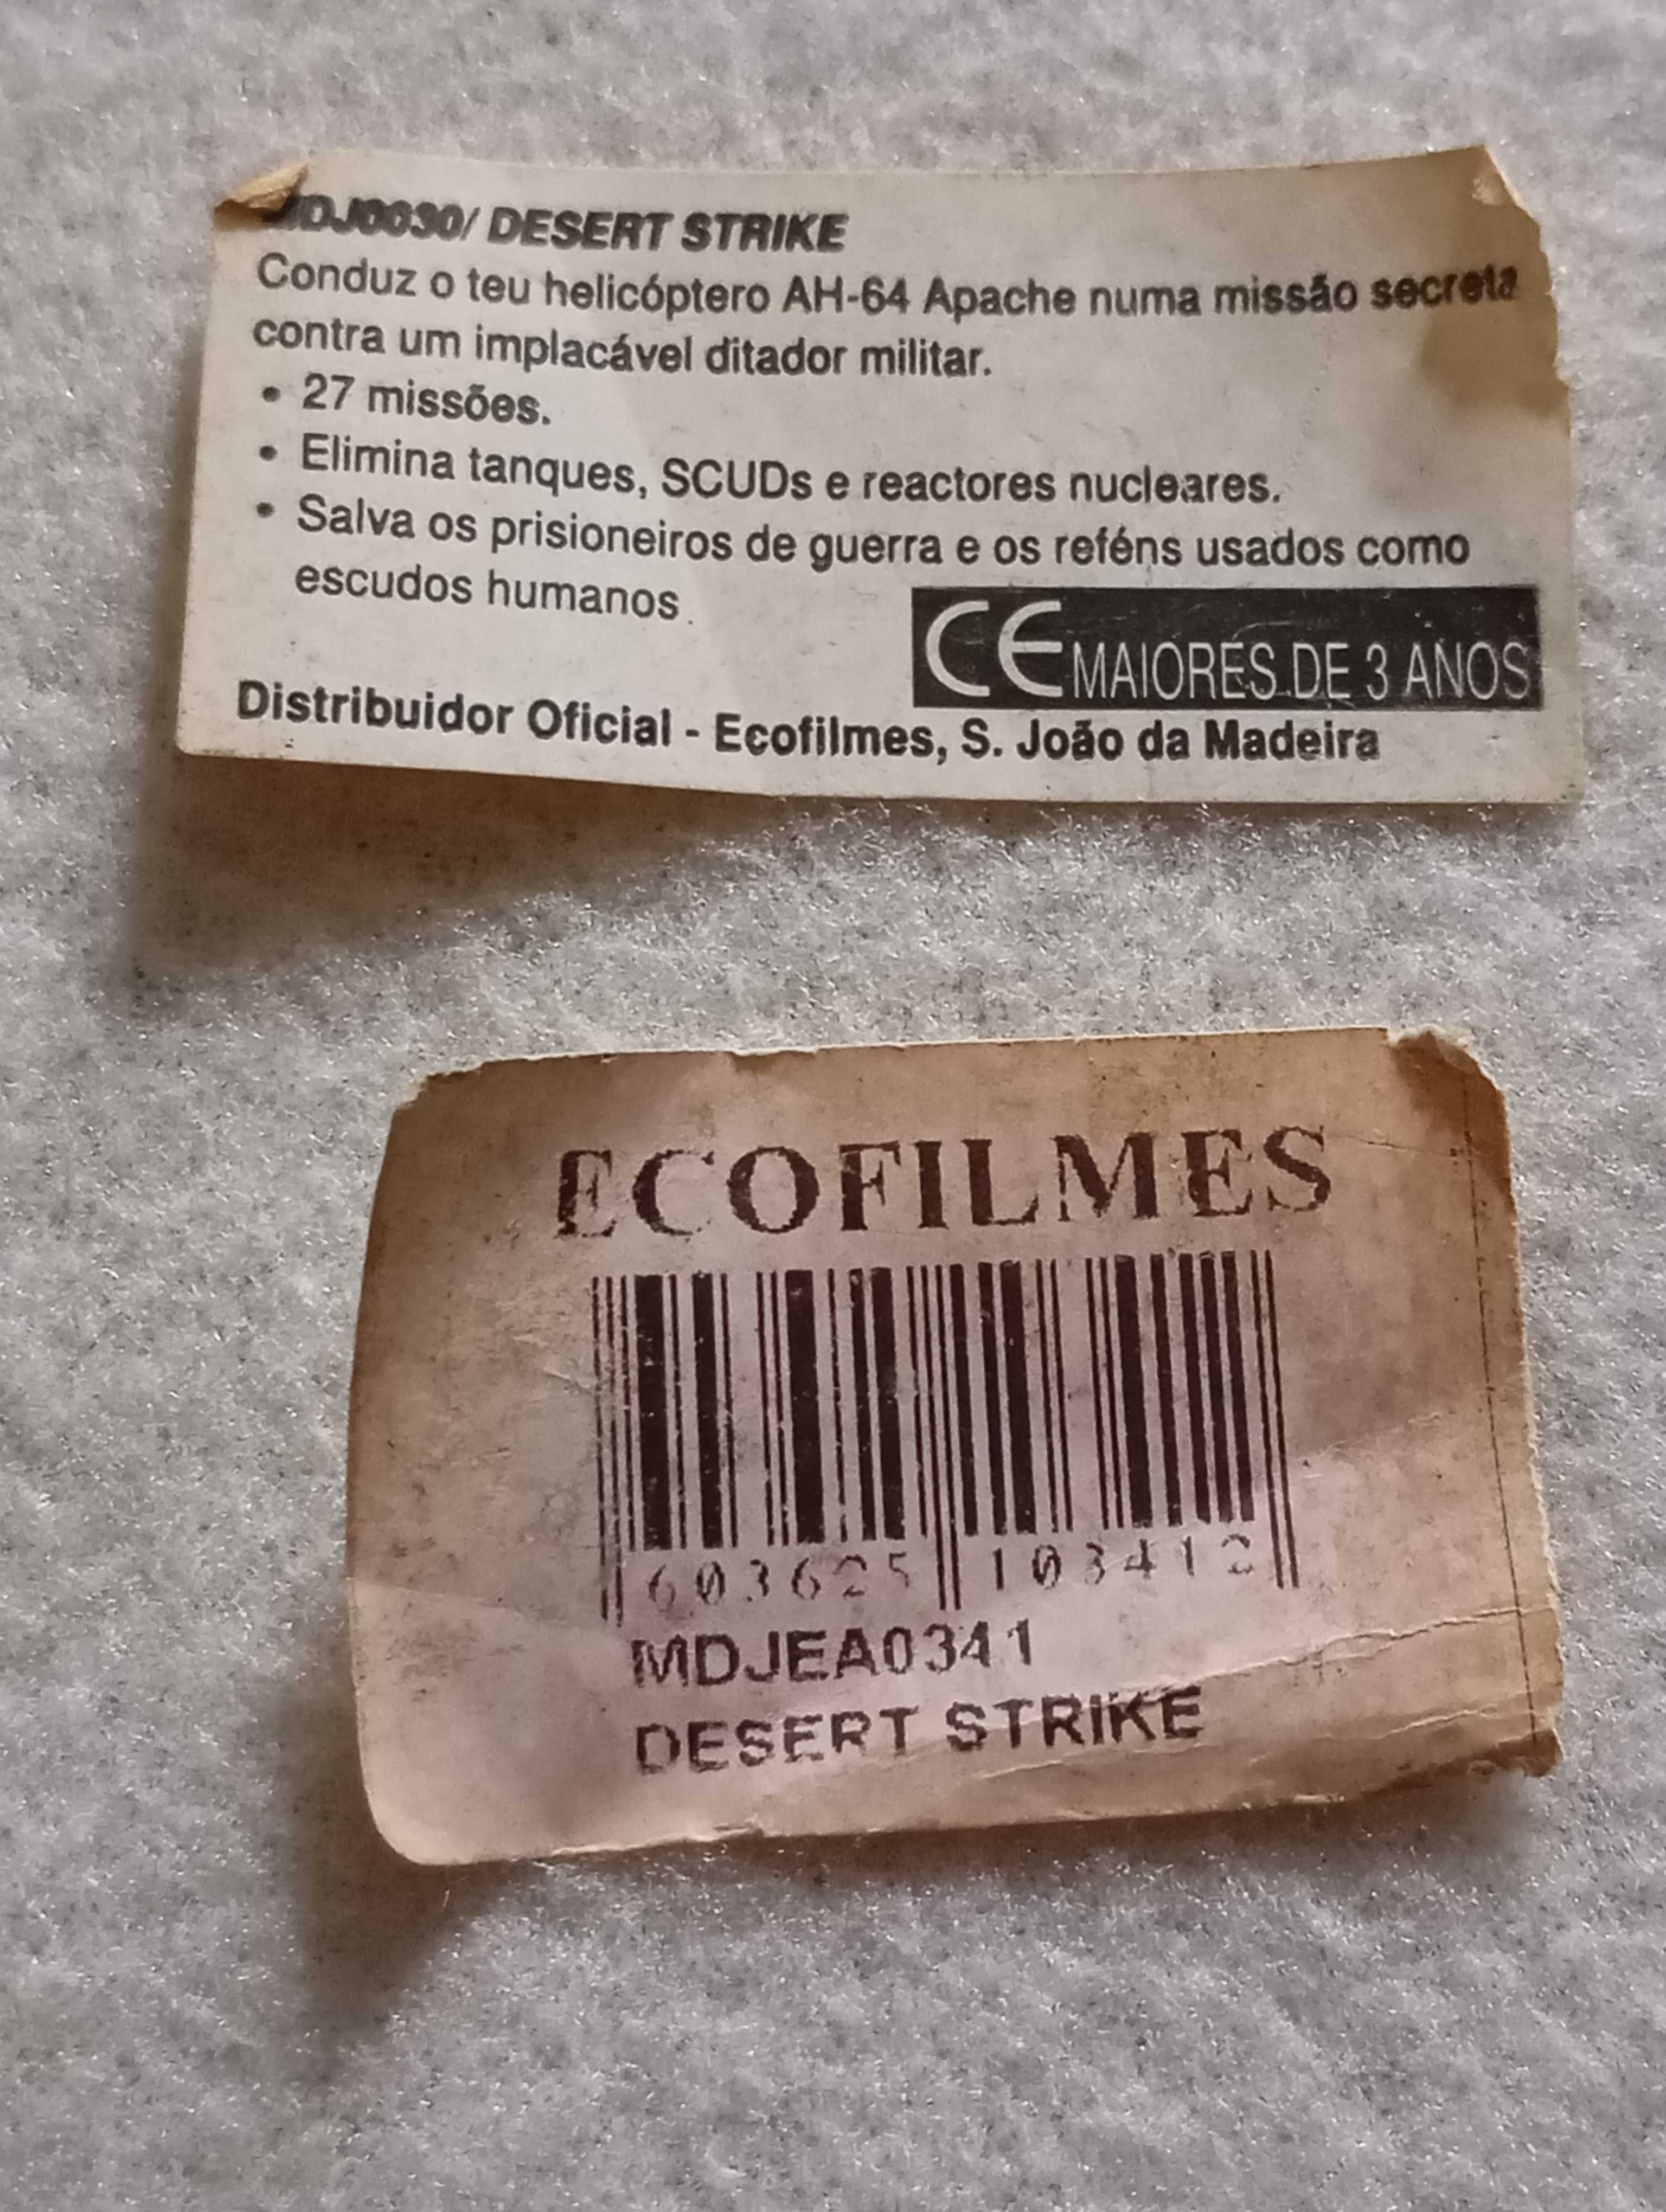 MDJ0030/ DESERT STRIKE
Conduz o teu helicóptero AH-64 Apache numa missão secreta
contra um implacável ditador militar.
• 27 missões.
• Elimina tanques, SCUDs e reactores nucleares.
• Salva os prisioneiros de guerra e os reféns usados como
escudos humanos.
CE MAIORES DE 3 ANOS
Distribuidor Oficial - Ecofilmes, S. João da Madeira
ECOFILMES
603625 103412
MDJEA0341
DESERT STRIKE